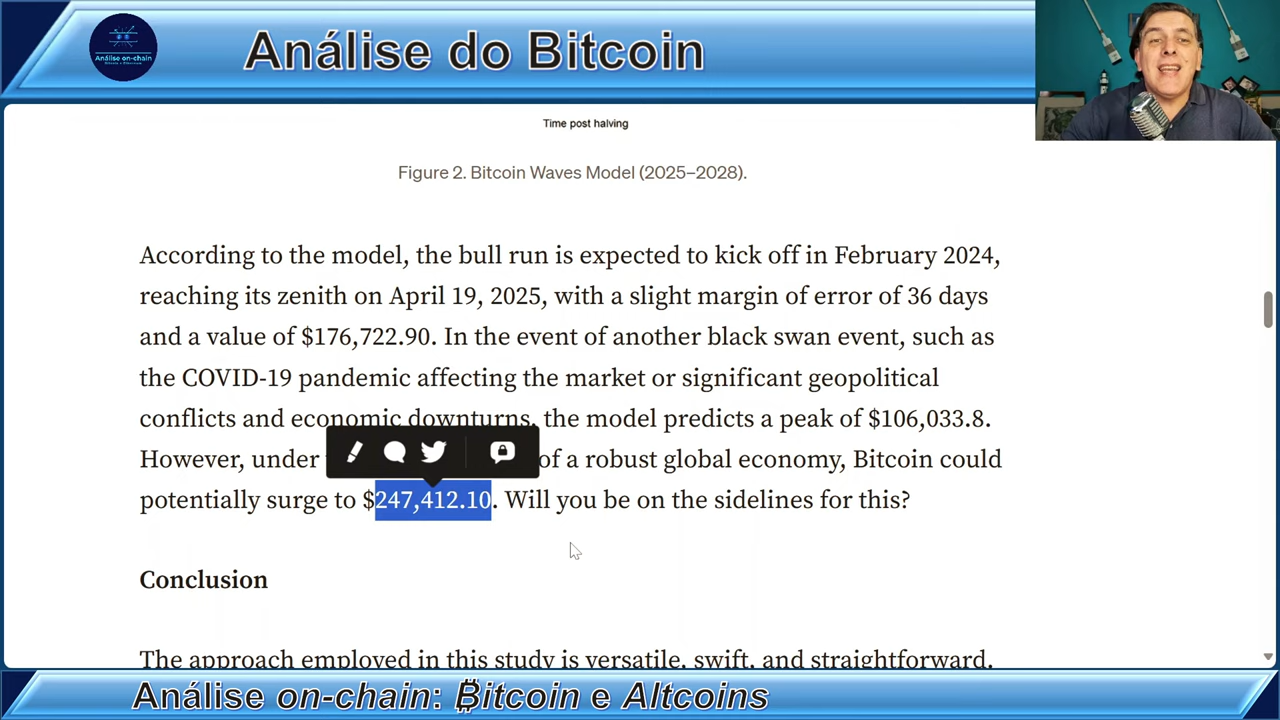 Análise do Bitcoin
Análise on-chain
Time post halving
Figure 2. Bitcoin Waves Model (2025–2028).
According to the model, the bull run is expected to kick off in February 2024,
reaching its zenith on April 19, 2025, with a slight margin of error of 36 days
and a value of $176,722.90. In the event of another black swan event, such as
the COVID-19 pandemic affecting the market or significant geopolitical
conflicts and economic downturns, the model predicts a peak of $106,033.8.
However, under of a robust global economy, Bitcoin could
potentially surge to $247,412.10. Will you be on the sidelines for this?
Conclusion
The approach employed in this study is versatile, swift, and straightforward.
Análise on-chain: ₿itcoin e Altcoins